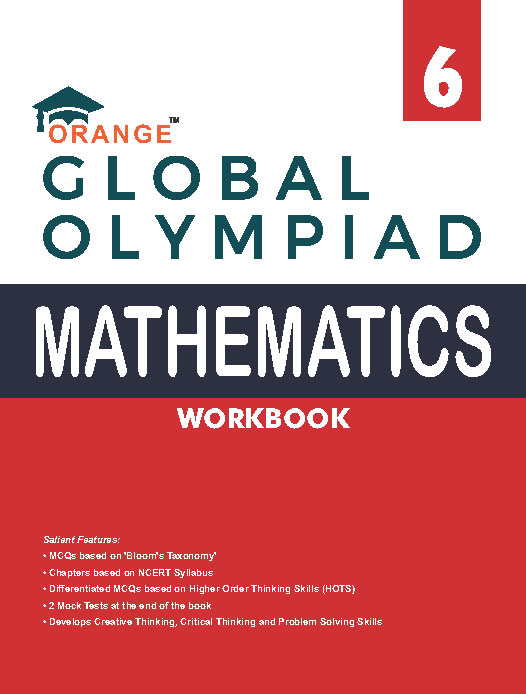 6
ORANGE™
GLOBAL
OLYMPIAD
MATHEMATICS
WORKBOOK
Salient Features:
• MCQs based on 'Bloom's Taxonomy'
• Chapters based on NCERT Syllabus
• Differentiated MCQs based on Higher Order Thinking Skills (HOTS)
• 2 Mock Tests at the end of the book
• Develops Creative Thinking, Critical Thinking and Problem Solving Skills